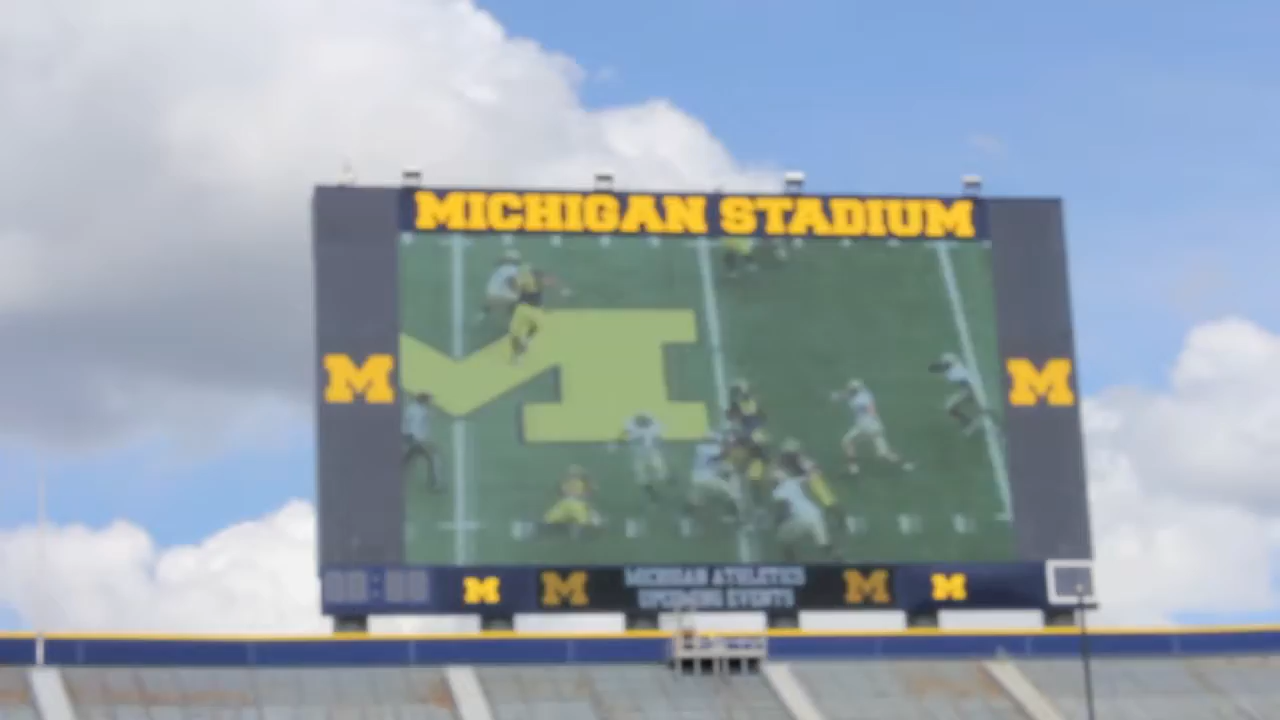 MICHIGAN STADIUM
M M
M M MICHIGAN ATHLETICS M M
UPCOMING EVENTS